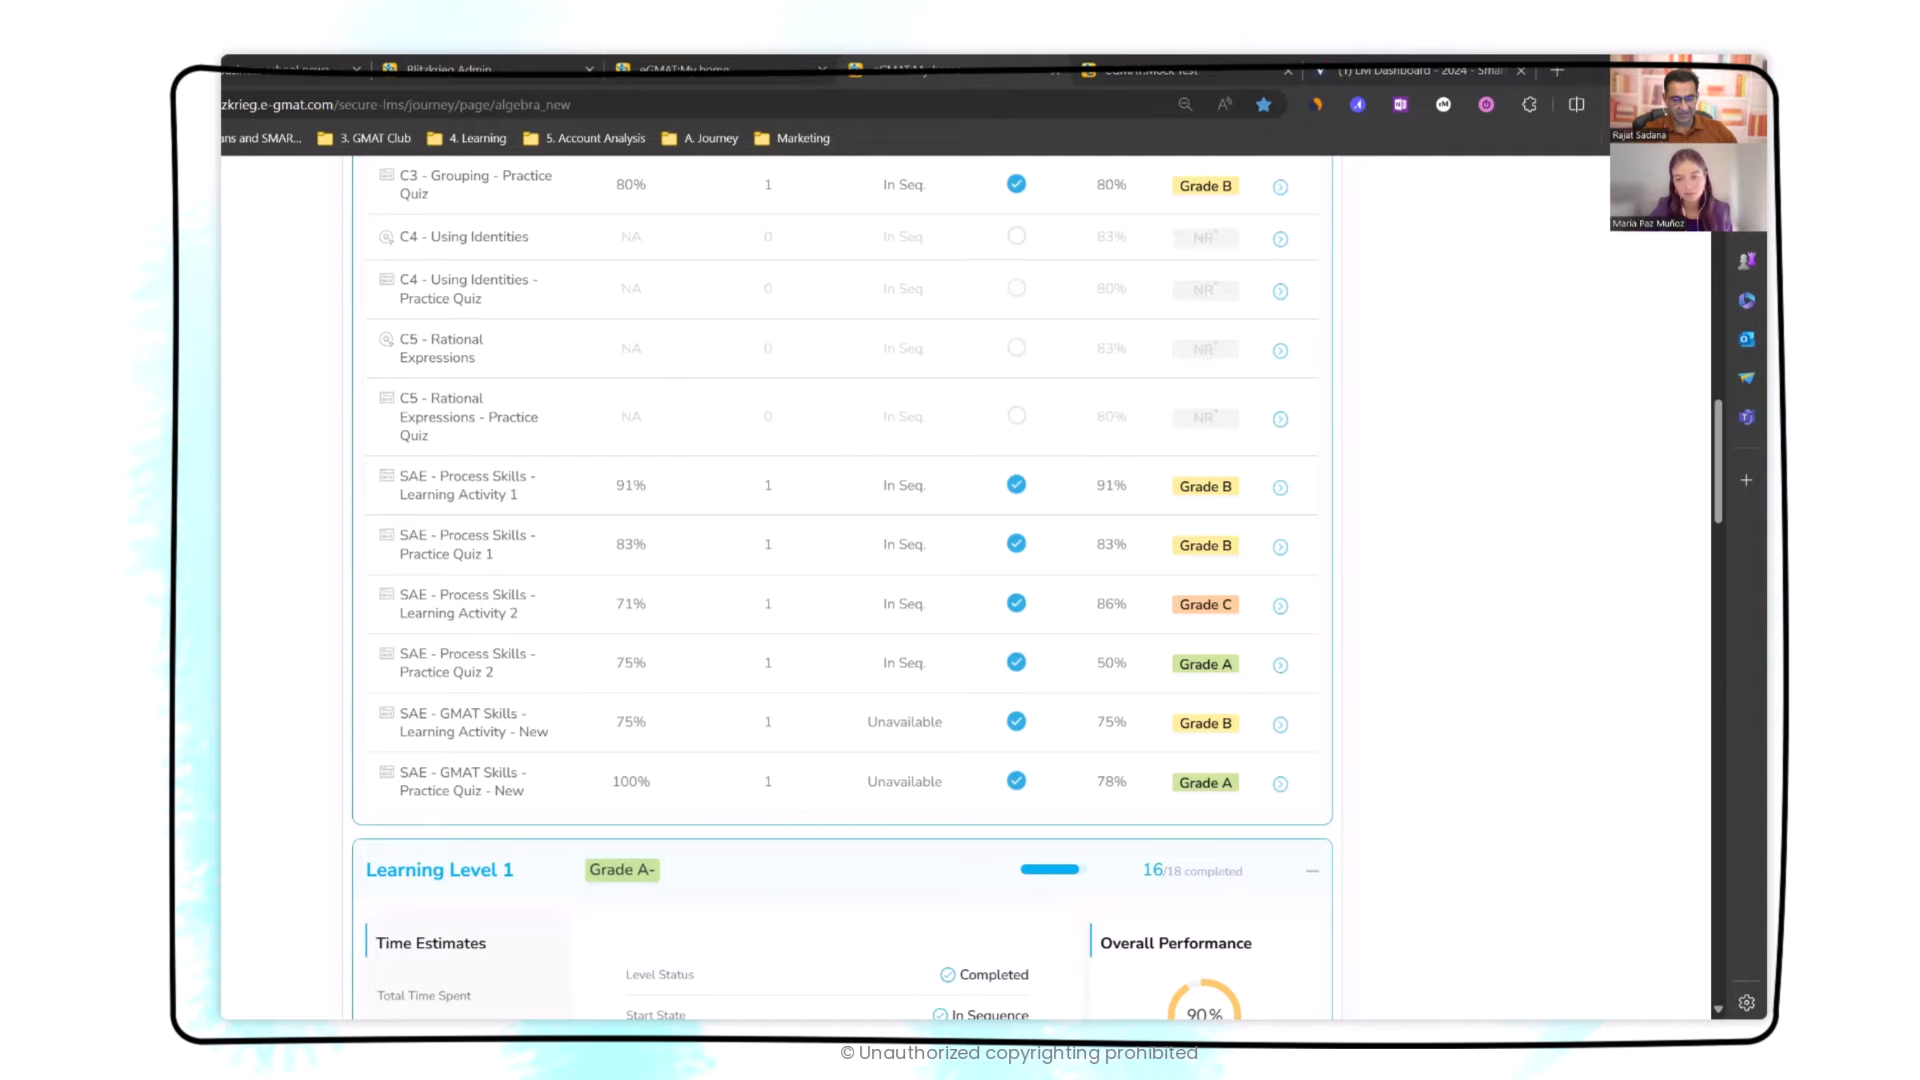 Blitzkrieg Admin
eGMAT:My home
(1) LM Dashboard - 2024 - Smar
zkrieg.e-gmat.com/secure-lms/journey/page/algebra_new
ans and SMAR...
3. GMAT Club
4. Learning
5. Account Analysis
A. Journey
Marketing
Rajat Sadana
Maria Paz Muñoz
C3 - Grouping - Practice
Quiz
80%
1
In Seq.
80%
Grade B
C4 - Using Identities
NA
0
In Seq.
83%
NR*
C4 - Using Identities -
Practice Quiz
NA
0
In Seq.
80%
NR*
C5 - Rational
Expressions
NA
0
In Seq.
83%
NR*
C5 - Rational
Expressions - Practice
Quiz
NA
0
In Seq.
80%
NR*
SAE - Process Skills -
Learning Activity 1
91%
1
In Seq.
91%
Grade B
SAE - Process Skills -
Practice Quiz 1
83%
1
In Seq.
83%
Grade B
SAE - Process Skills -
Learning Activity 2
71%
1
In Seq.
86%
Grade C
SAE - Process Skills -
Practice Quiz 2
75%
1
In Seq.
50%
Grade A
SAE - GMAT Skills -
Learning Activity - New
75%
1
Unavailable
75%
Grade B
SAE - GMAT Skills -
Practice Quiz - New
100%
1
Unavailable
78%
Grade A
Learning Level 1
Grade A-
16/18 completed
Time Estimates
Overall Performance
Level Status
Completed
Total Time Spent
Start State
In Sequence
90%
© Unauthorized copyrighting prohibited